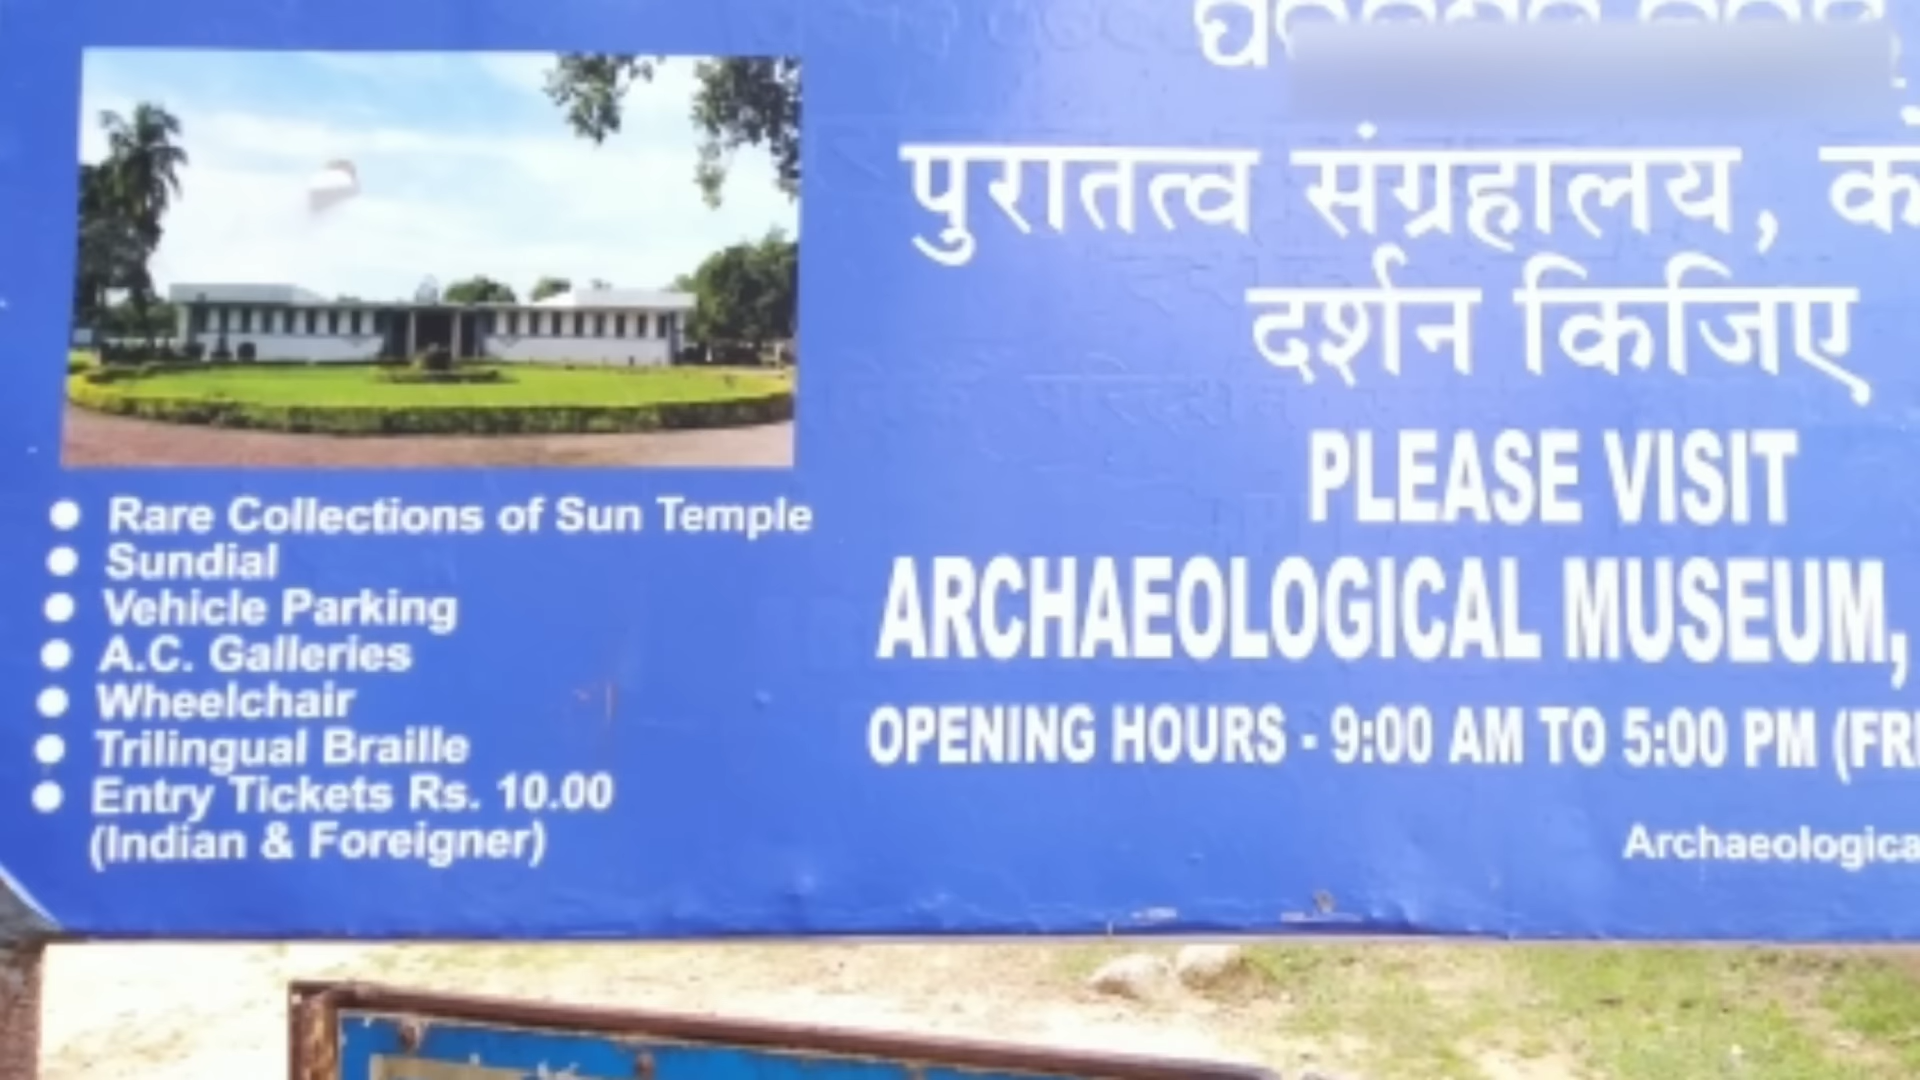 पुरातत्व संग्रहालय,
दर्शन किजिए
PLEASE VISIT
ARCHAEOLOGICAL MUSEUM,
OPENING HOURS - 9:00 AM TO 5:00 PM
Rare Collections of Sun Temple
Sundial
Vehicle Parking
A.C. Galleries
Wheelchair
Trilingual Braille
Entry Tickets Rs. 10.00
(Indian & Foreigner)